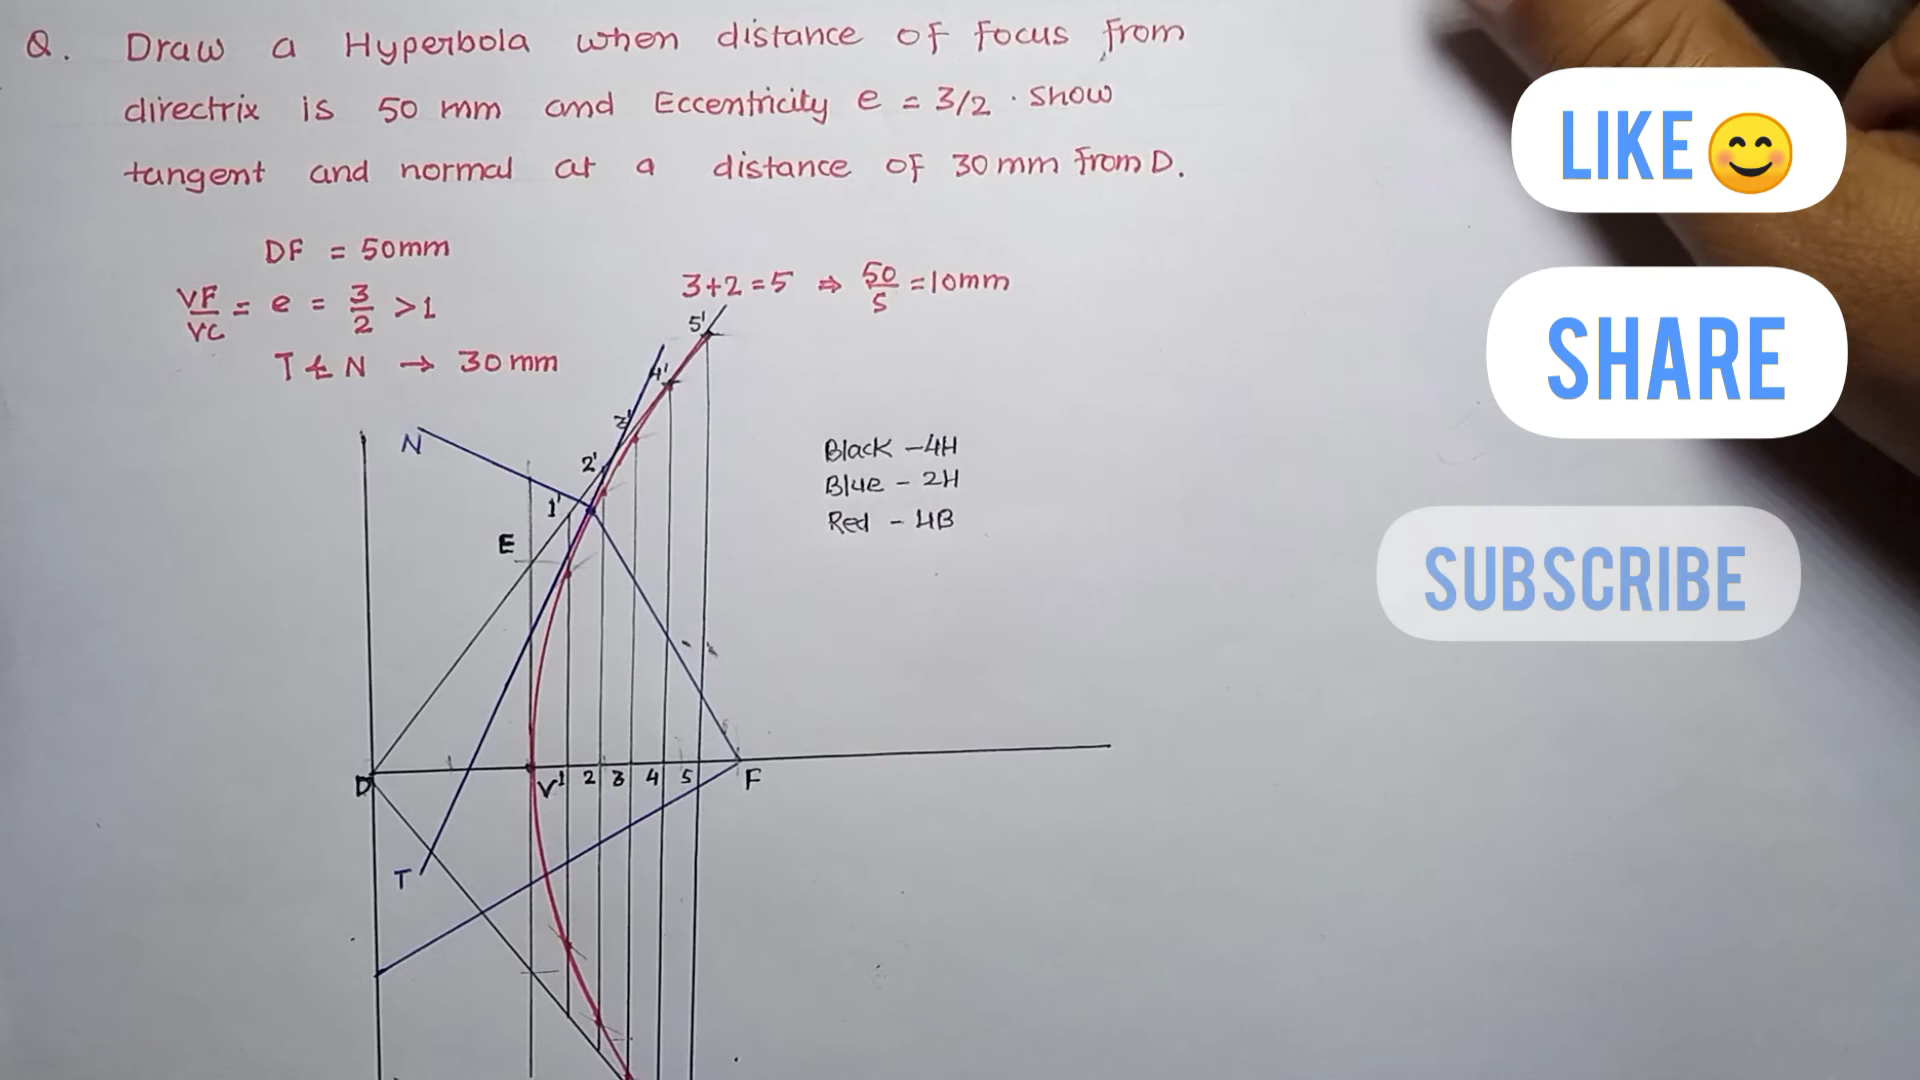 Q. Draw a Hyperbola when distance of focus from
directrix is 50 mm and Eccentricity e = 3/2 . Show
tangent and normal at a distance of 30 mm from D.
DF = 50mm
VF/VC = e = 3/2 > 1
T & N → 30 mm
3+2=5 ⇒ 50/5 = 10mm
5'
4'
3'
2'
1'
N
E
Black - 4H
Blue - 2H
Red - 4B
D
V 1 2 3 4 5 F
T
LIKE 😊
SHARE
SUBSCRIBE